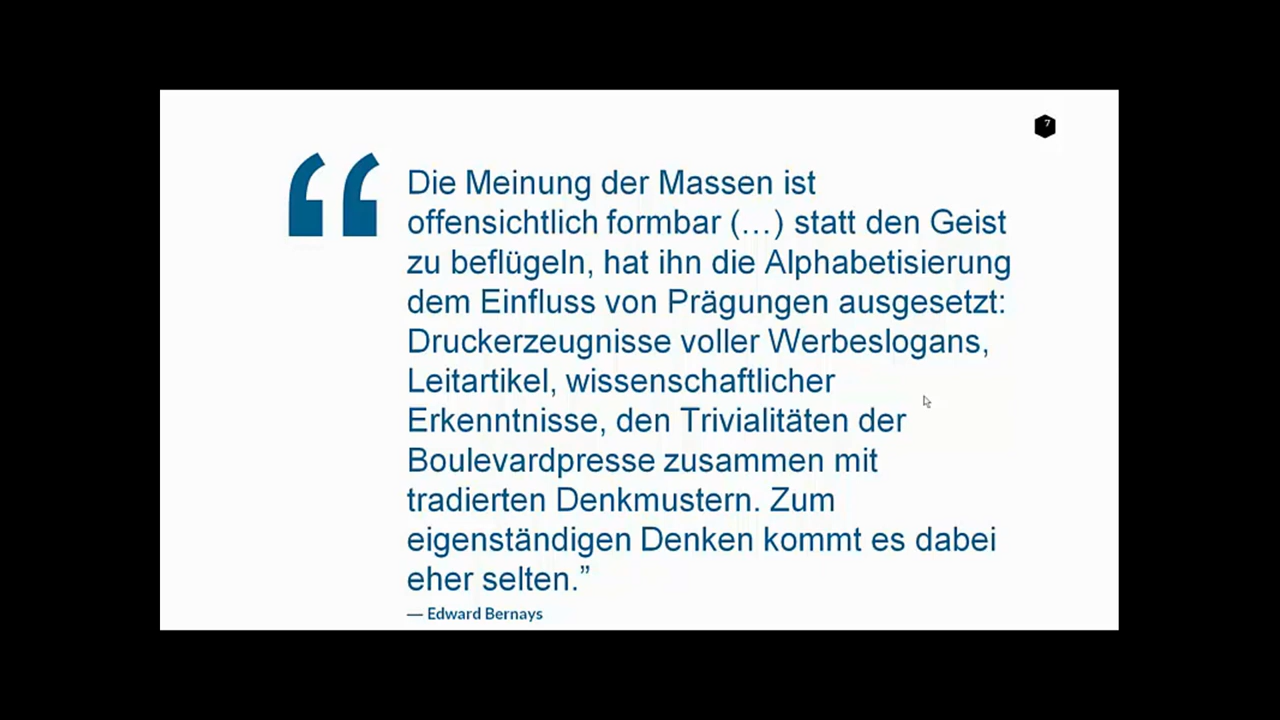 7
“
Die Meinung der Massen ist
offensichtlich formbar (…) statt den Geist
zu beflügeln, hat ihn die Alphabetisierung
dem Einfluss von Prägungen ausgesetzt:
Druckerzeugnisse voller Werbeslogans,
Leitartikel, wissenschaftlicher
Erkenntnisse, den Trivialitäten der
Boulevardpresse zusammen mit
tradierten Denkmustern. Zum
eigenständigen Denken kommt es dabei
eher selten.”
— Edward Bernays